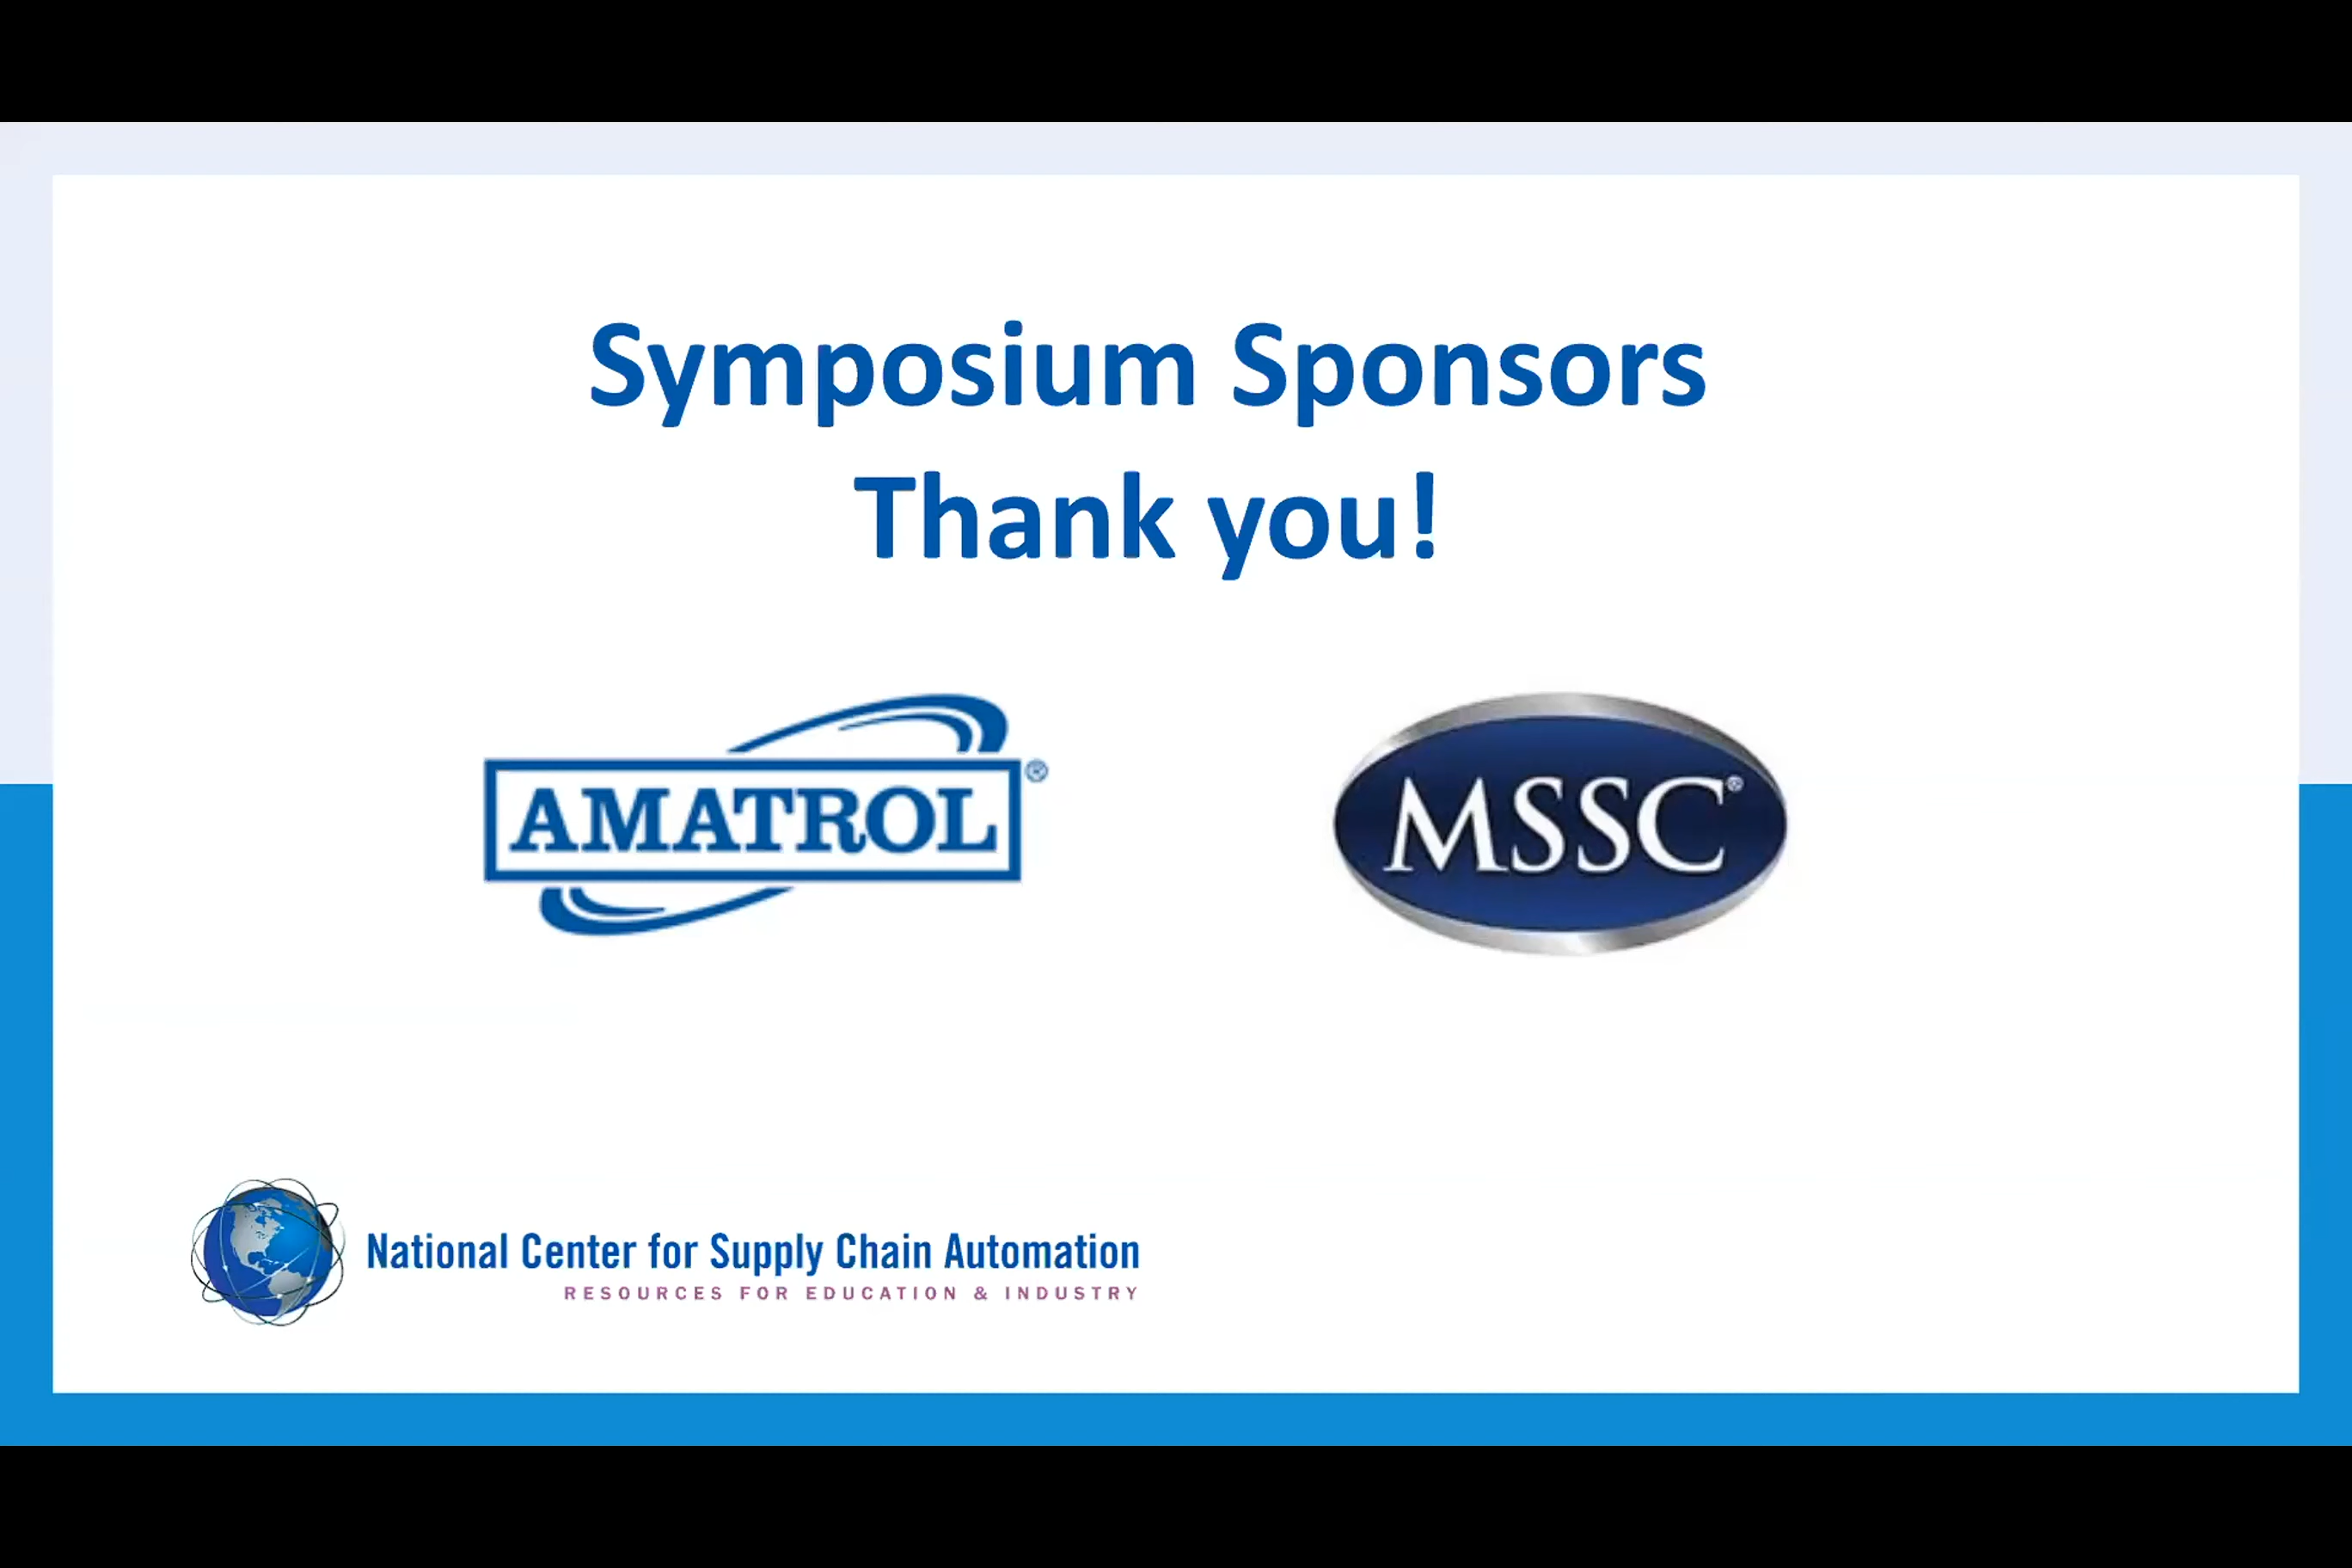 Symposium Sponsors
Thank you!
AMATROL®
MSSC®
National Center for Supply Chain Automation
RESOURCES FOR EDUCATION & INDUSTRY